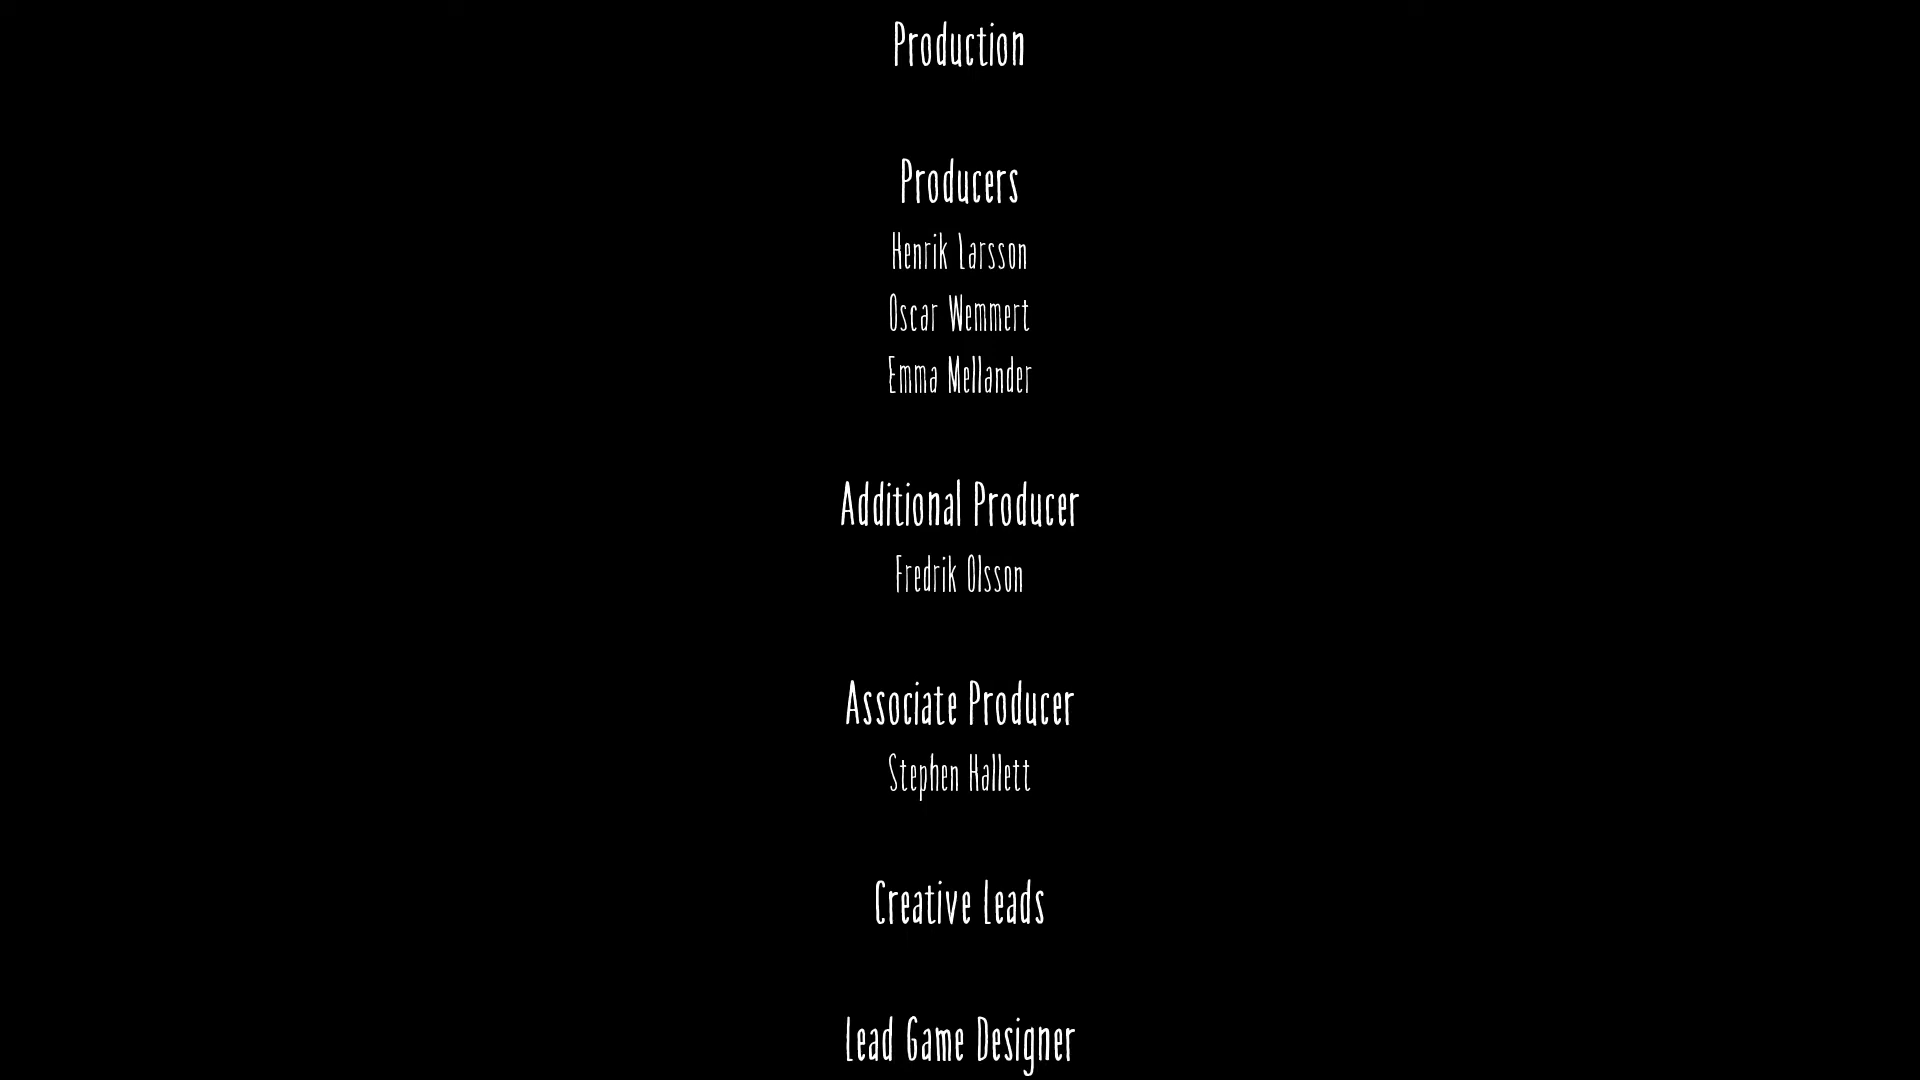 Production
Producers
Henrik Larsson
Oscar Wemmert
Emma Mellander
Additional Producer
Fredrik Olsson
Associate Producer
Stephen Hallett
Creative Leads
Lead Game Designer